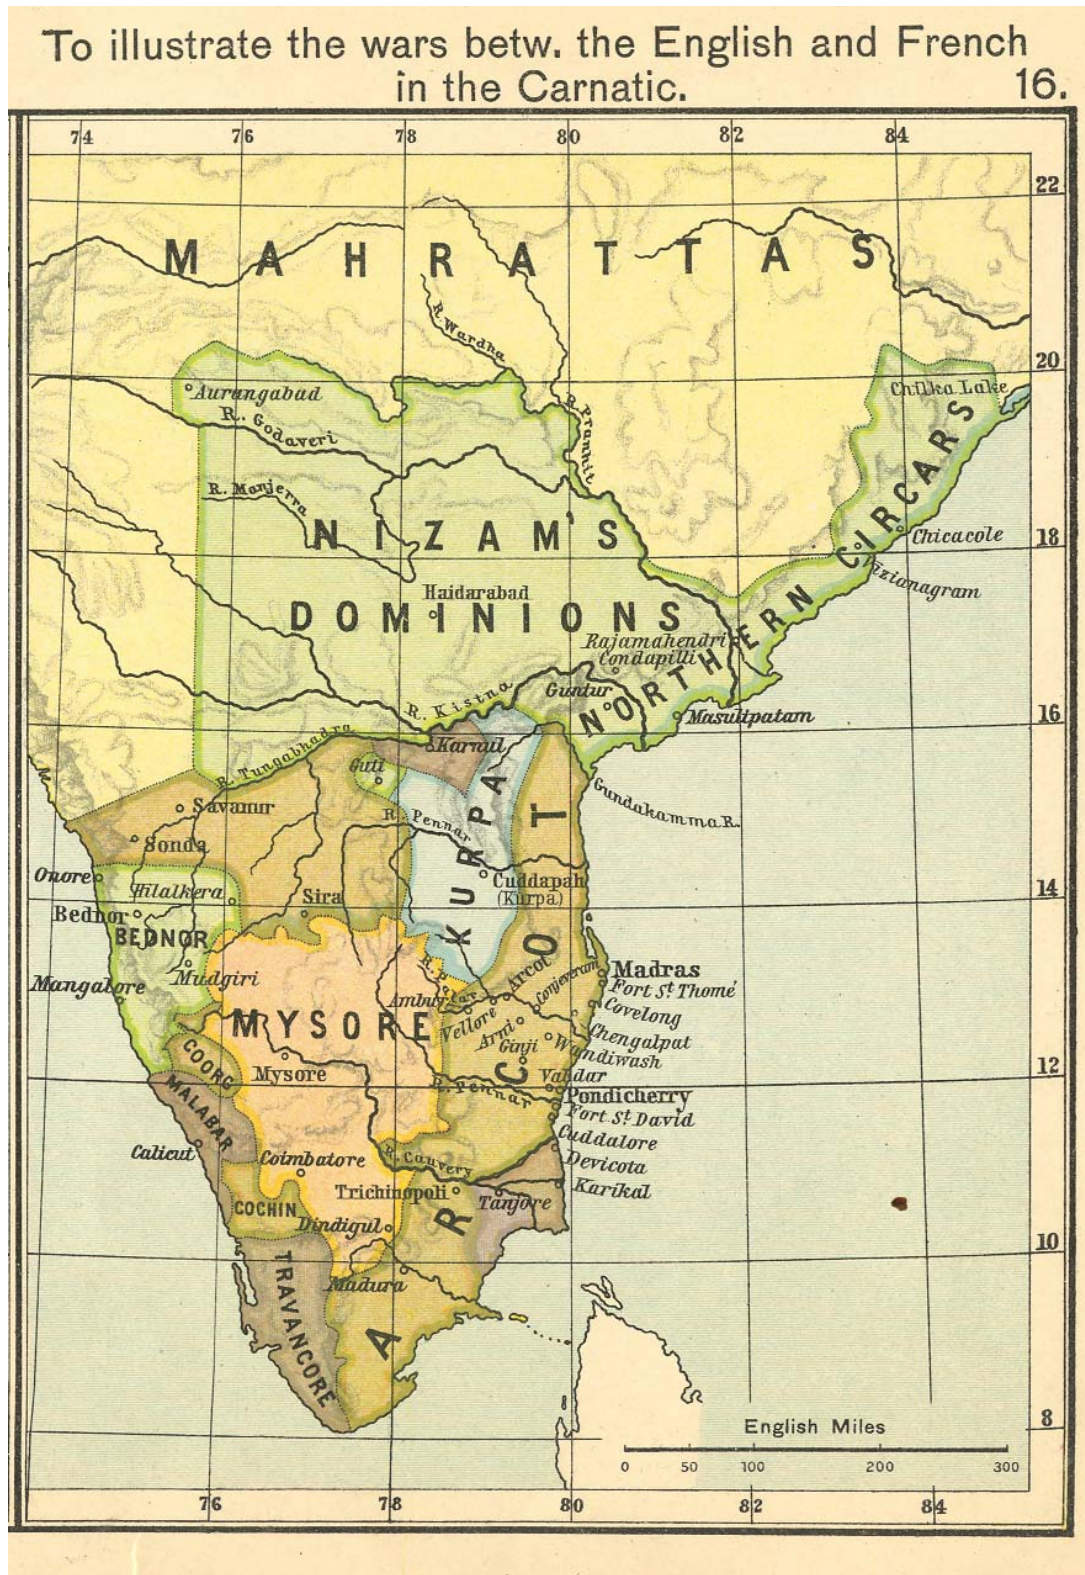 To illustrate the wars betw. the English and French
in the Carnatic.
16.
74 76 78 80 82 84
22
MAHRATTAS
R. Wardha
20
Aurangabad
Chilka Lake
R. Godaveri
R. Pranhit
R. Manjerra
NIZAM'S
18
Chicacole
Vizianagram
Haidarabad
DOMINIONS
NORTHERN CIRCARS
Rajamahendri
Condapilli
Guntur
R. Kistna
Masulipatam
16
R. Tungabhadra
Karnul
Guti
Gundakamma R.
Savanur
R. Pennar
Sonda
KURPA
Onore
Hilalkera
Sira
Cuddapah
(Kurpa)
14
Bednor
BEDNOR
Mudgiri
Mangalore
R. Palar
Arcot
Conjeveram
Madras
Fort St. Thomé
Ambur
Covelong
MYSORE
Vellore
Arni
Chengalpat
Ginji
Wandiwash
COORG
Mysore
Valdar
12
R. Pennar
Pondicherry
MALABAR
Fort St. David
Cuddalore
Calicut
Coimbatore
R. Cauvery
Devicota
Trichinopoli
Tanjore
Karikal
COCHIN
Dindigul
10
Madura
TRAVANCORE
ARCOT
8
English Miles
0 50 100 200 300
76 78 80 82 84